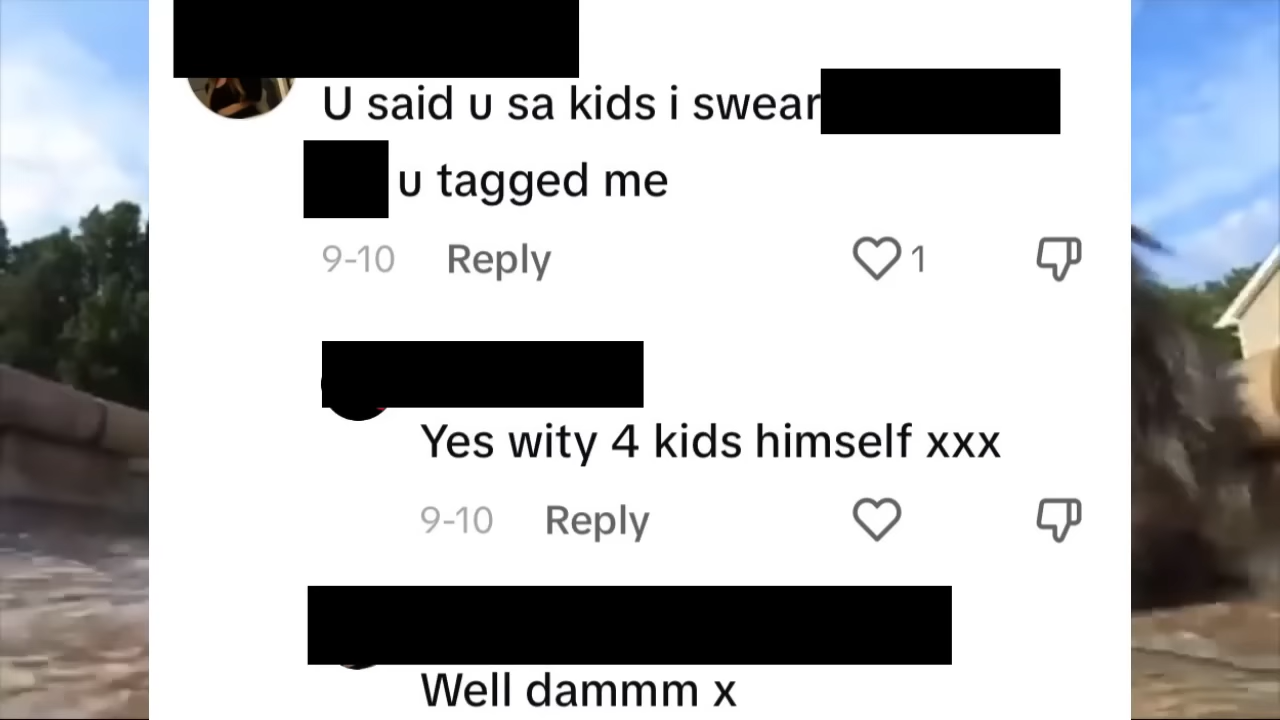 U said u sa kids i swear
u tagged me
9-10 Reply 1
Yes wity 4 kids himself xxx
9-10 Reply
Well dammm x